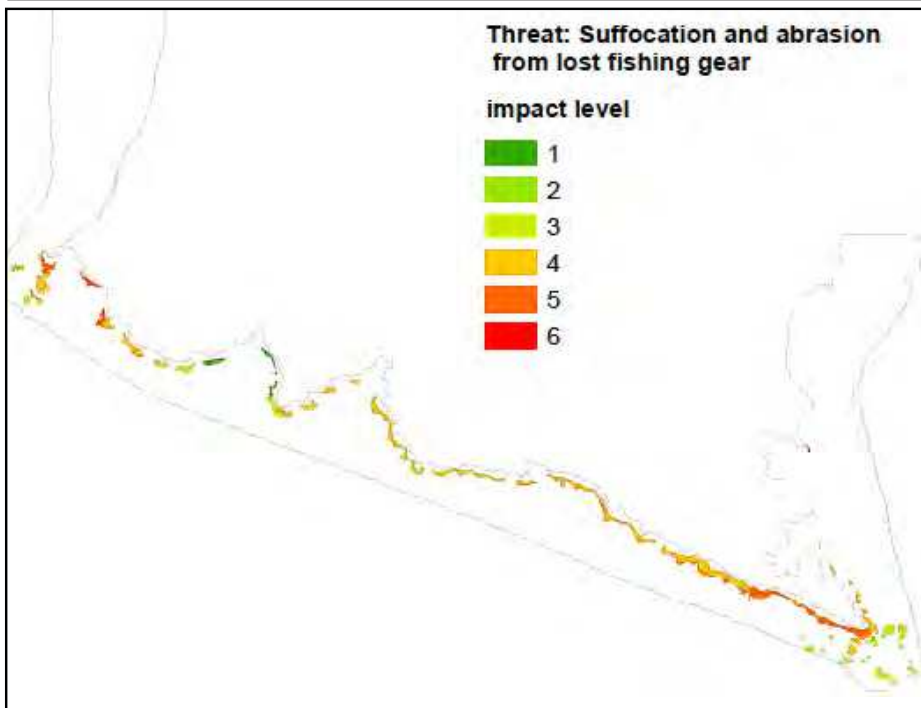 Threat: Suffocation and abrasion
from lost fishing gear
impact level
1
2
3
4
5
6